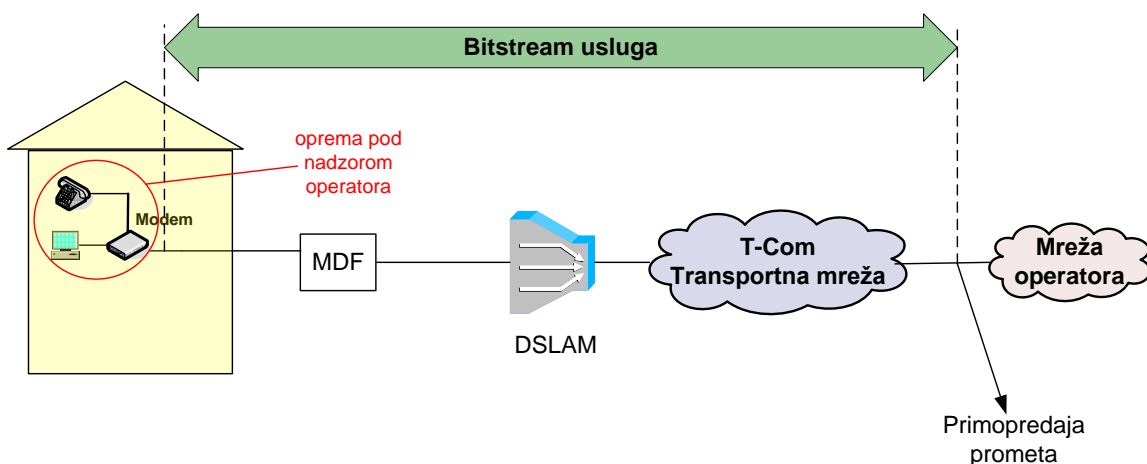 Bitstream usluga
oprema pod
nadzorom
operatora
Modem
MDF
DSLAM
T-Com
Transportna mreža
Mreža
operatora
Primopredaja
prometa